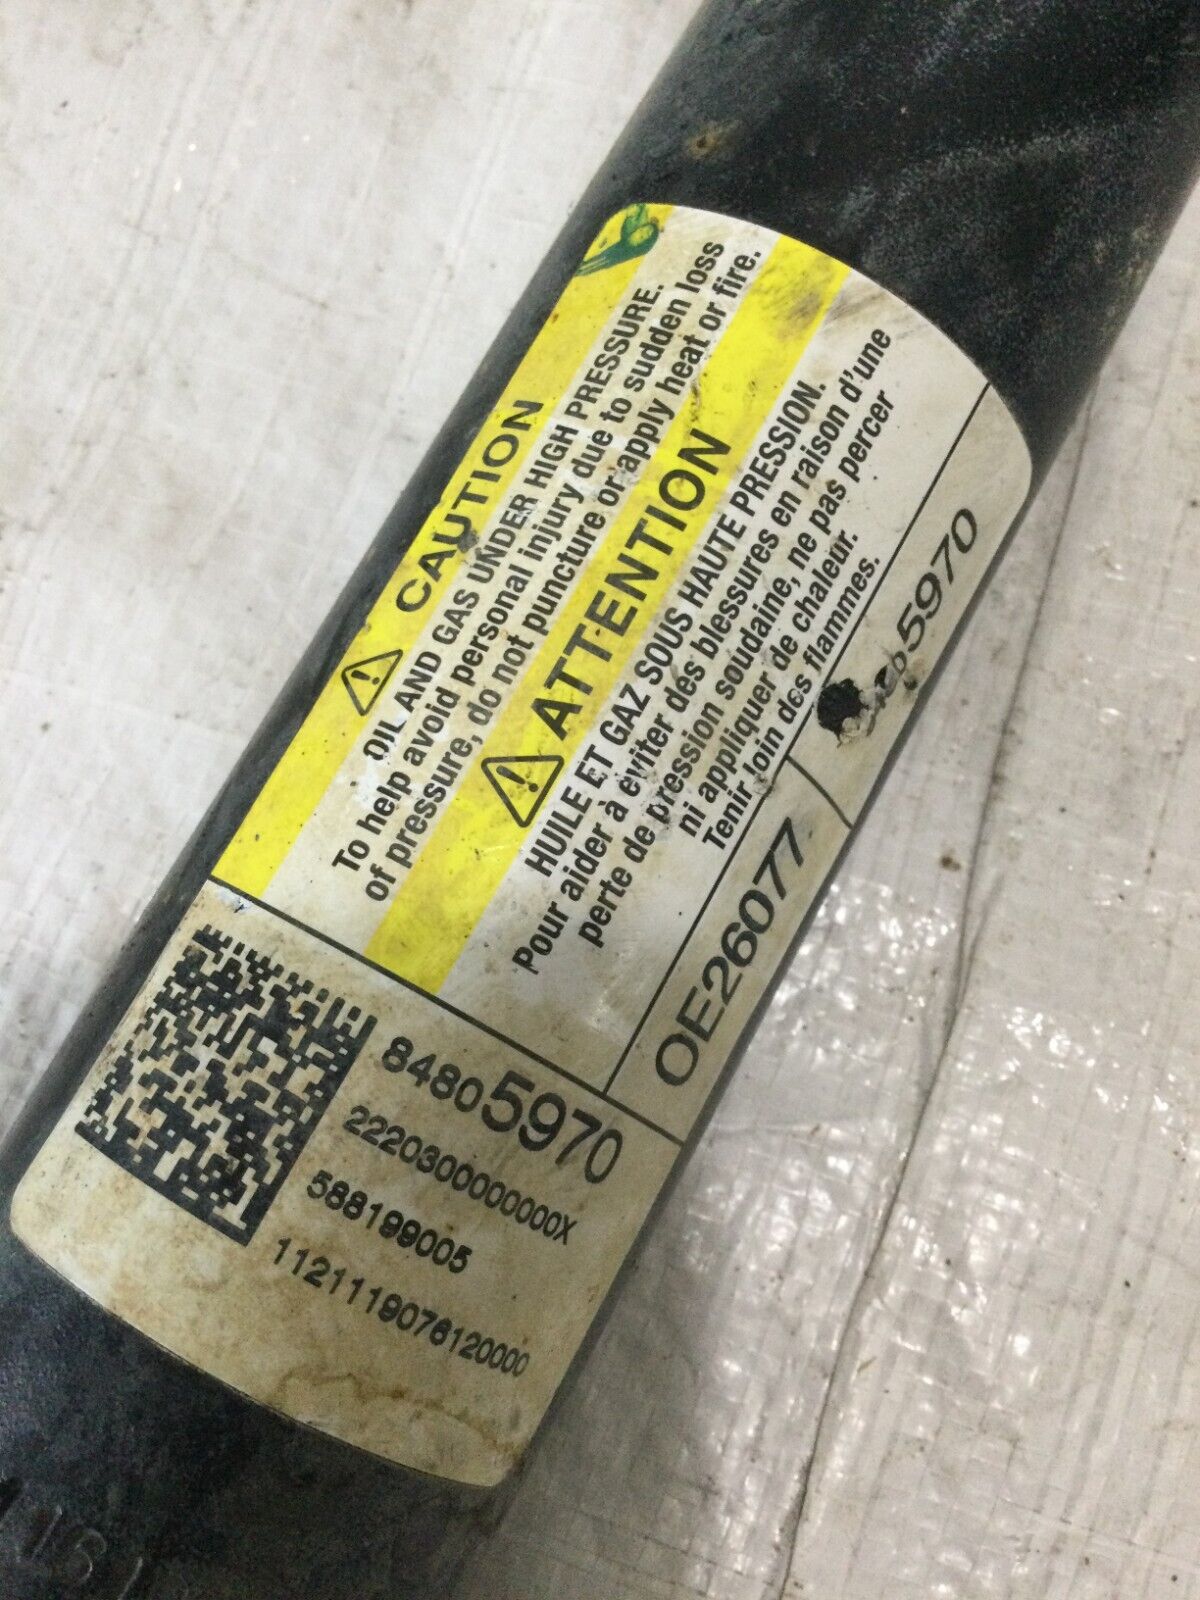 CAUTION
OIL AND GAS UNDER HIGH PRESSURE.
To help avoid personal injury due to sudden loss
of pressure, do not puncture or apply heat or fire.
ATTENTION
HUILE ET GAZ SOUS HAUTE PRESSION.
Pour aider à éviter des blessures en raison d'une
perte de pression soudaine, ne pas percer
ni appliquer de chaleur.
Tenir loin des flammes.
5970
OE26077
84805970
2220300000000X
588199005
1121119076120000